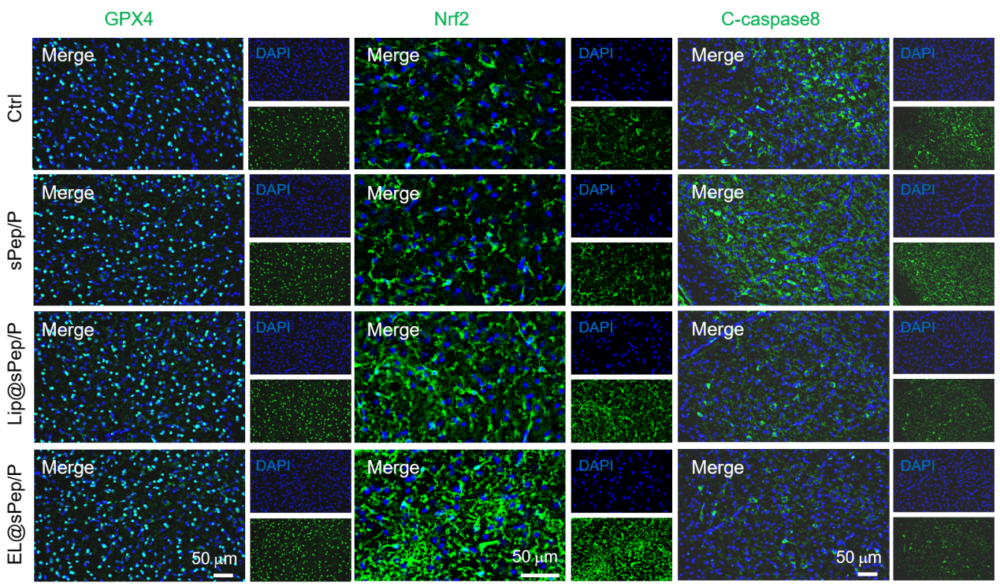 GPX4 Nrf2 C-caspase8
Ctrl
Merge DAPI Merge DAPI Merge DAPI
sPep/P
Merge DAPI Merge DAPI Merge DAPI
Lip@sPep/P
Merge DAPI Merge DAPI Merge DAPI
EL@sPep/P
Merge DAPI Merge DAPI Merge DAPI
50 μm 50 μm 50 μm